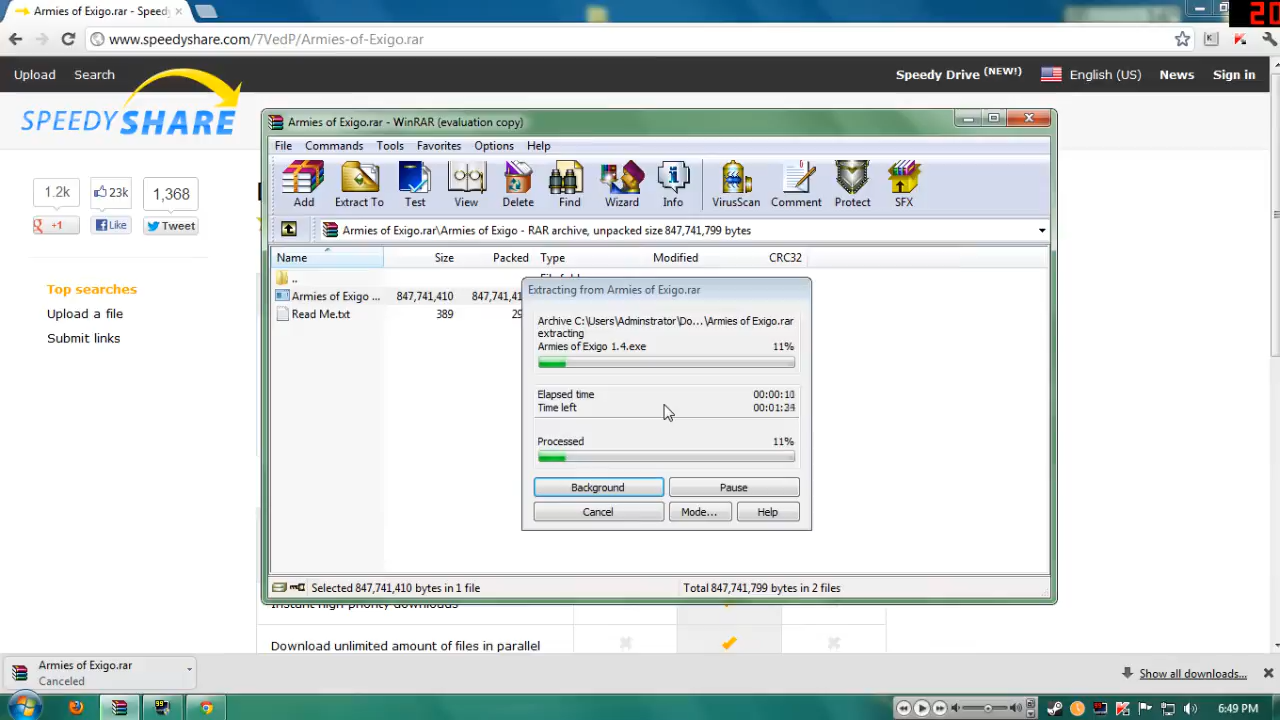 Armies of Exigo.rar - Speed
20
www.speedyshare.com/7VedP/Armies-of-Exigo.rar
Upload
Search
Speedy Drive (NEW!)
English (US)
News
Sign in
SPEEDYSHARE
1.2k
23k
1,368
+1
Like
Tweet
Top searches
Upload a file
Submit links
Armies of Exigo.rar - WinRAR (evaluation copy)
File
Commands
Tools
Favorites
Options
Help
Add
Extract To
Test
View
Delete
Find
Wizard
Info
VirusScan
Comment
Protect
SFX
Armies of Exigo.rar\Armies of Exigo - RAR archive, unpacked size 847,741,799 bytes
Name
Size
Packed
Type
Modified
CRC32
..
Armies of Exigo ...
847,741,410
Read Me.txt
389
Extracting from Armies of Exigo.rar
Archive C:\Users\Adminstrator\Do...\Armies of Exigo.rar
extracting
Armies of Exigo 1.4.exe
11%
Elapsed time
00:00:10
Time left
Processed
11%
Background
Pause
Cancel
Mode...
Help
Selected 847,741,410 bytes in 1 file
Total 847,741,799 bytes in 2 files
Instant high-priority downloads
Download unlimited amount of files in parallel
Armies of Exigo.rar
Canceled
Show all downloads...
6:49 PM